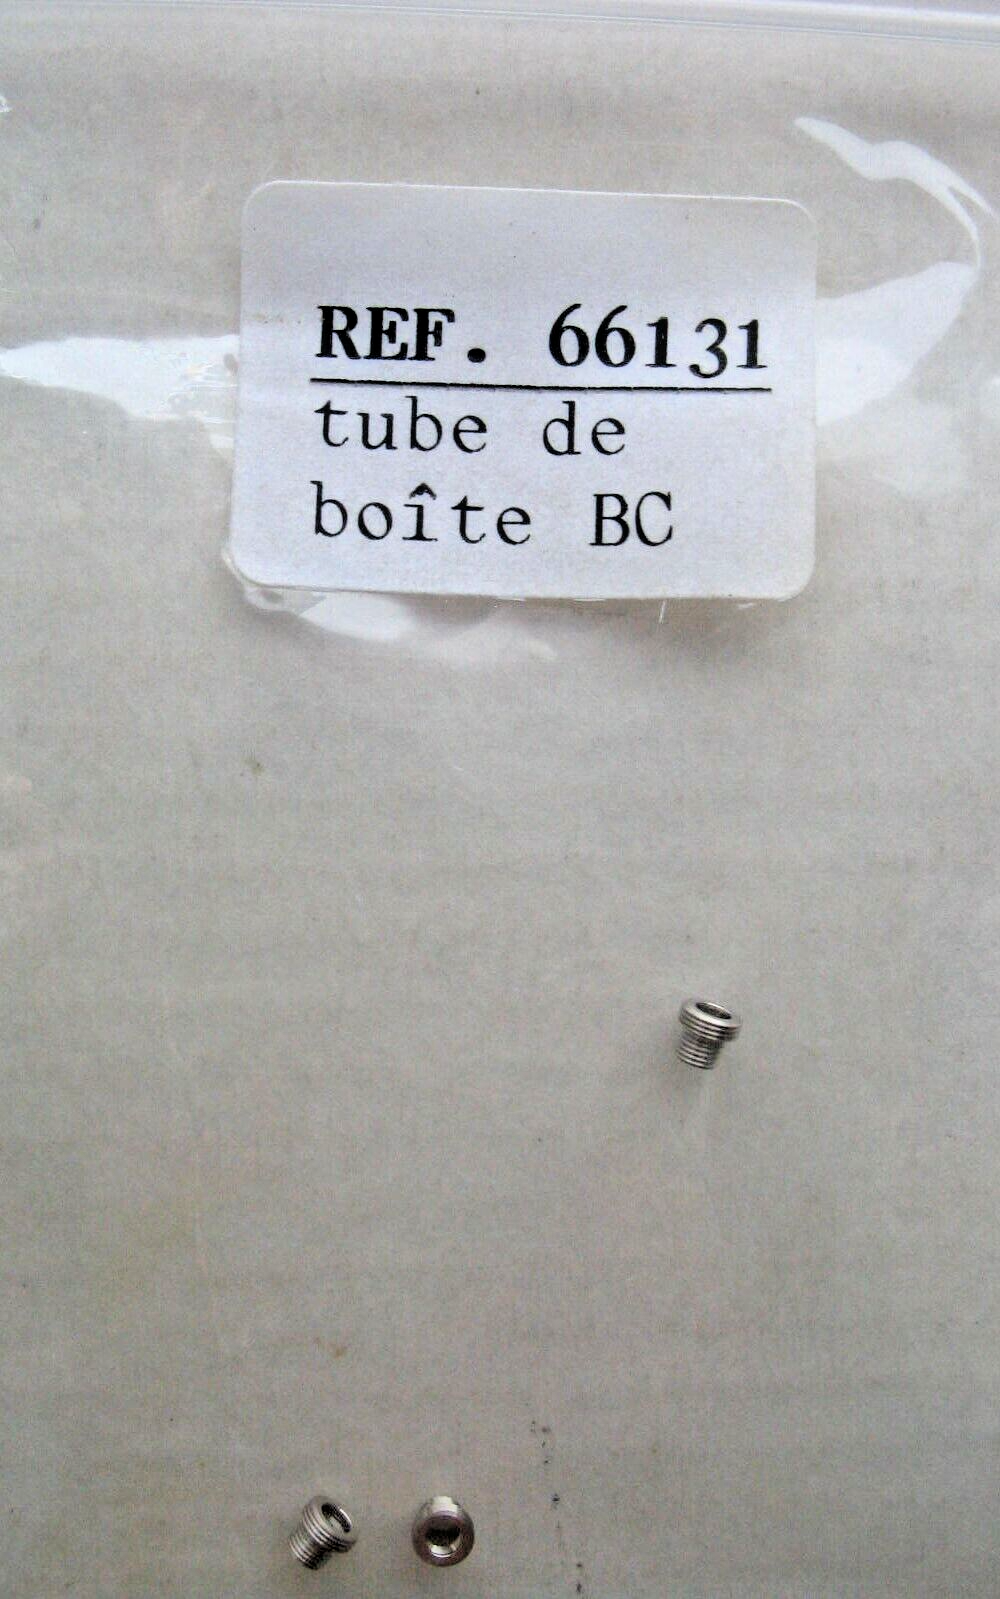 REF. 66131
tube de
boîte BC